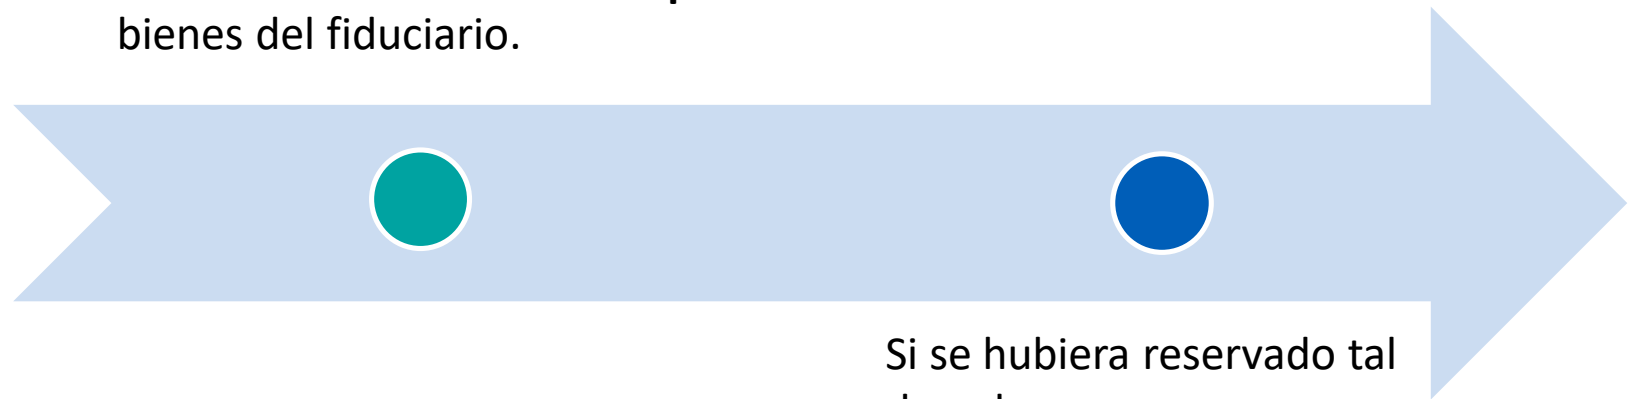 bienes del fiduciario.
Si se hubiera reservado tal